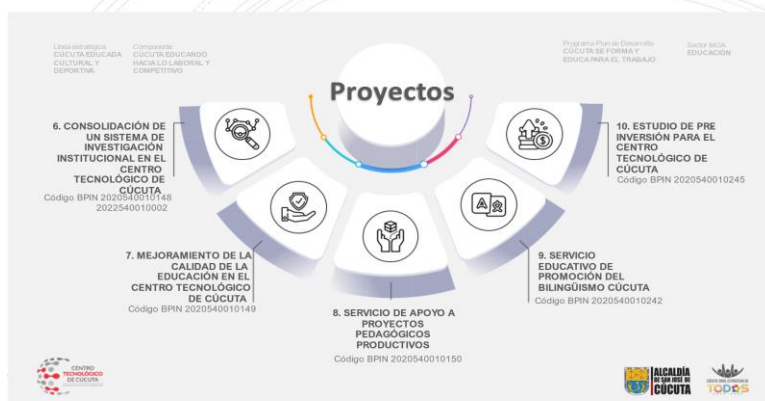 Línea estratégica
CÚCUTA EDUCADA
CULTURAL Y
DEPORTIVA
Componente
CÚCUTA EDUCANDO
HACIA LO LABORAL Y
COMPETITIVO
Programa Plan de Desarrollo
CÚCUTA SE FORMA Y
EDUCA PARA EL TRABAJO
Sector MGA
EDUCACIÓN
Proyectos
6. CONSOLIDACIÓN DE
UN SISTEMA DE
INVESTIGACIÓN
INSTITUCIONAL EN EL
CENTRO
TECNOLÓGICO DE
CÚCUTA
Código BPIN 2020540010148
2022540010002
7. MEJORAMIENTO DE LA
CALIDAD DE LA
EDUCACIÓN EN EL
CENTRO TECNOLÓGICO
DE CÚCUTA
Código BPIN 2020540010149
8. SERVICIO DE APOYO A
PROYECTOS
PEDAGÓGICOS
PRODUCTIVOS
Código BPIN 2020540010150
9. SERVICIO
EDUCATIVO DE
PROMOCIÓN DEL
BILINGÜISMO CÚCUTA
Código BPIN 2020540010242
10. ESTUDIO DE PRE
INVERSIÓN PARA EL
CENTRO
TECNOLÓGICO DE
CÚCUTA
Código BPIN 2020540010245
A
CENTRO
TECNOLÓGICO
DE CÚCUTA
ALCALDÍA
DE SAN JOSÉ DE
CÚCUTA
TODOS